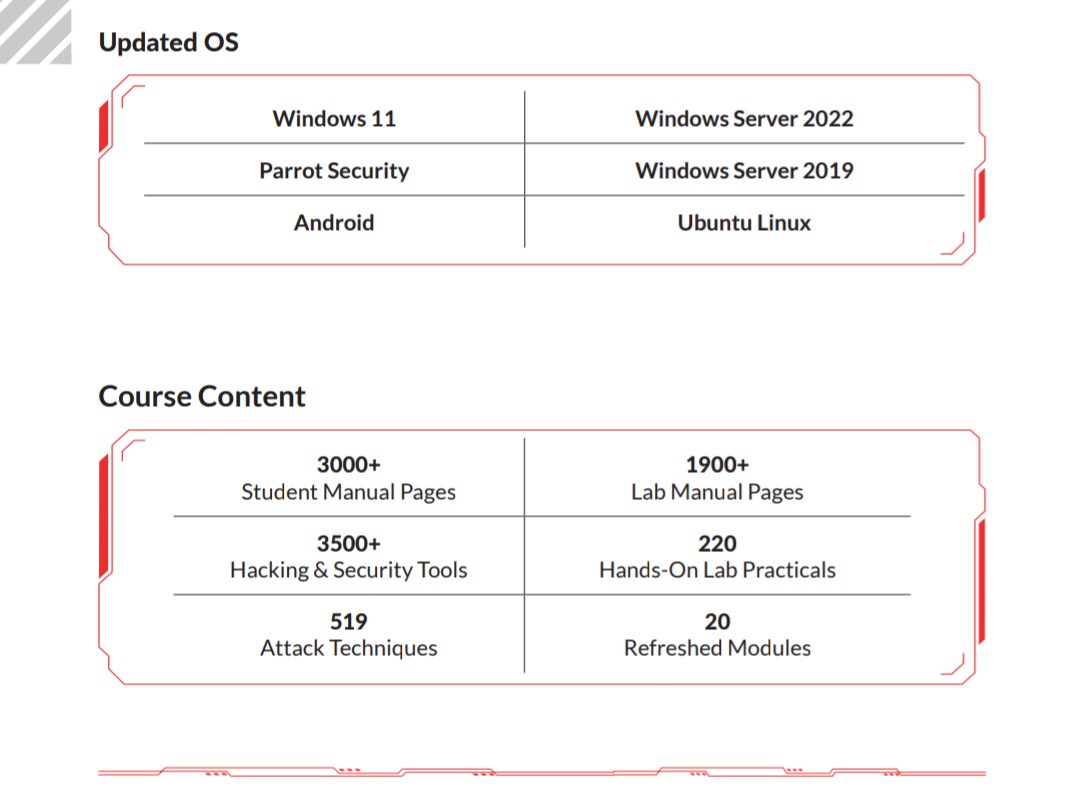 Updated OS
Windows 11
Windows Server 2022
Parrot Security
Windows Server 2019
Android
Ubuntu Linux
Course Content
3000+
Student Manual Pages
1900+
Lab Manual Pages
3500+
Hacking & Security Tools
220
Hands-On Lab Practicals
519
Attack Techniques
20
Refreshed Modules